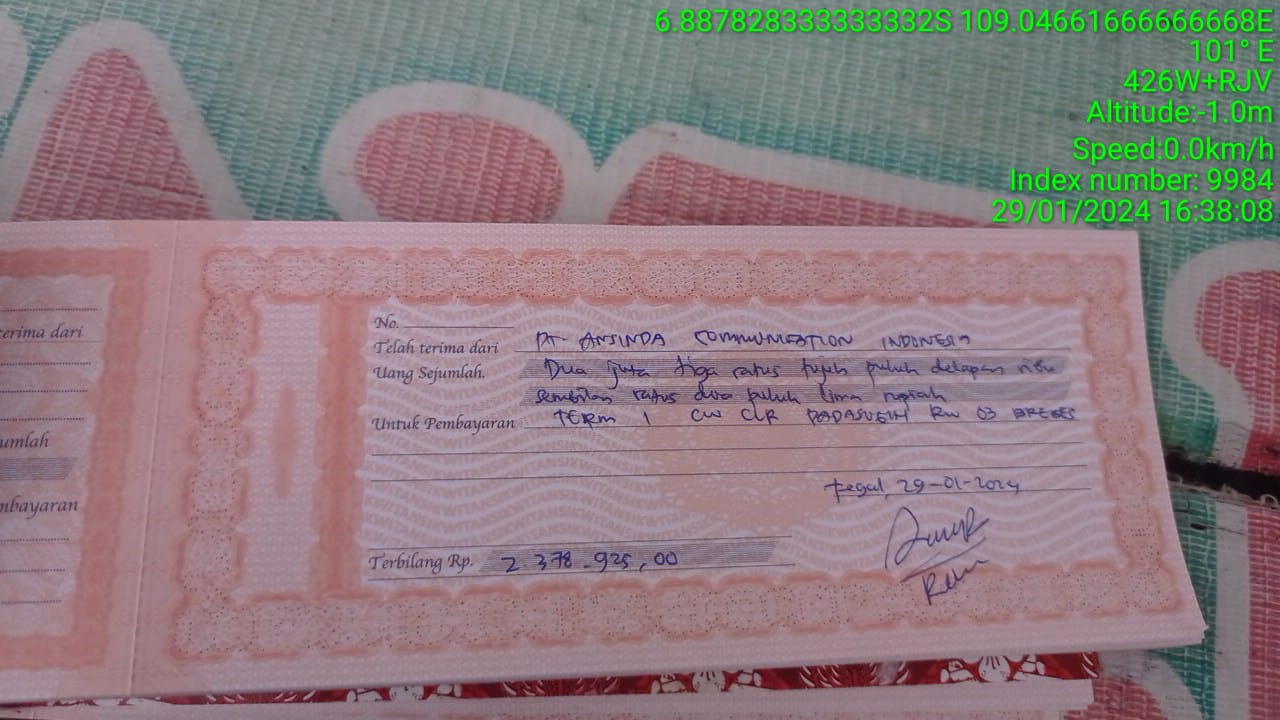 6.887828333333332S 109.04661666666668E
101° E
426W+RJV
Altitude:-1.0m
Speed:0.0km/h
Index number: 9984
29/01/2024 16:38:08
No.
Telah terima dari PT. ANSINDA COMMUNICATION INDONESIA
Uang Sejumlah. Dua juta tiga ratus tujuh puluh delapan ribu
sembilan ratus dua puluh lima rupiah
Untuk Pembayaran TERM 1 CW CLR RW 03 BREBES
Tegal, 29-01-2024
Terbilang Rp. 2.378.925,00
terima dari
umlah
mbayaran